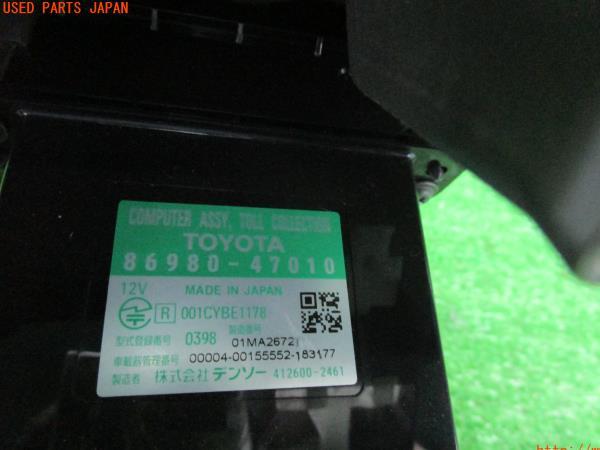 USED PARTS JAPAN
COMPUTER ASSY, TOLL COLLECTION
TOYOTA
86980-47010
12V MADE IN JAPAN
R 001CYBE1178
型式登録番号 0398 製造番号 01MA2672
車載器管理番号 00004-00155552-183177
製造者 株式会社 デンソー 412600-2461